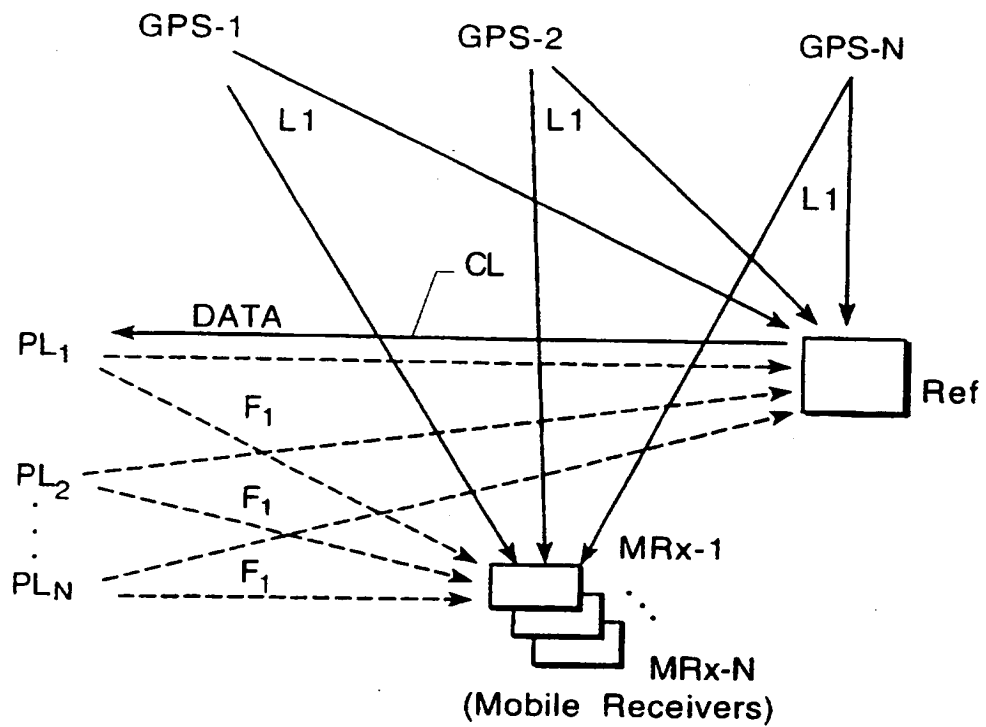 GPS-1
GPS-2
GPS-N
L1
L1
L1
CL
DATA
PL1
Ref
F1
PL2
F1
MRx-1
PLN
F1
MRx-N
(Mobile Receivers)